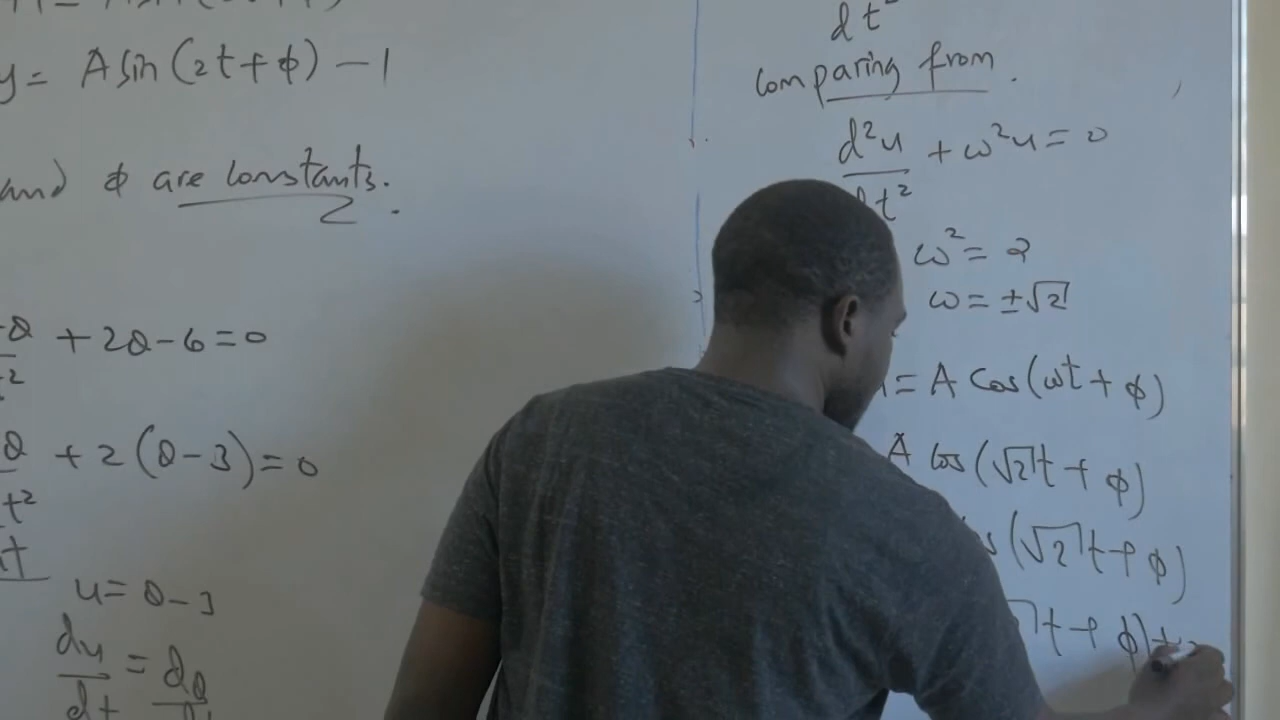 y = A sin (2t + ϕ) - 1
and ϕ are constants.
+ 2θ - 6 = 0
θ + 2 (θ - 3) = 0
t²
u = θ - 3
du/dt = dθ
dt²
comparing from.
d²u/dt² + ω²u = 0
ω² = 2
ω = ±√2
= A Cos (ωt + ϕ)
A Cos (√2 t + ϕ)
(√2 t + ϕ)
t + ϕ) +